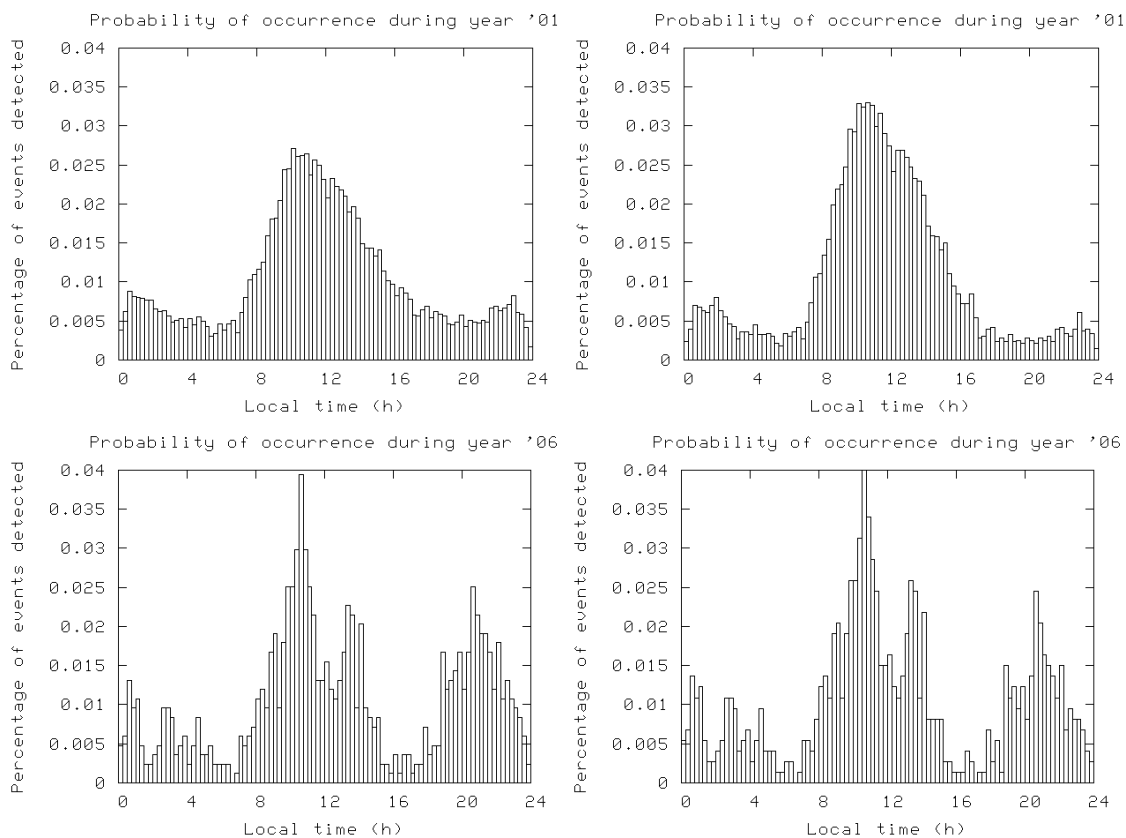 Probability of occurrence during year '01
Percentage of events detected
0.04
0.035
0.03
0.025
0.02
0.015
0.01
0.005
0
0 4 8 12 16 20 24
Local time (h)
Probability of occurrence during year '01
Percentage of events detected
0.04
0.035
0.03
0.025
0.02
0.015
0.01
0.005
0
0 4 8 12 16 20 24
Local time (h)
Probability of occurrence during year '06
Percentage of events detected
0.04
0.035
0.03
0.025
0.02
0.015
0.01
0.005
0
0 4 8 12 16 20 24
Local time (h)
Probability of occurrence during year '06
Percentage of events detected
0.04
0.035
0.03
0.025
0.02
0.015
0.01
0.005
0
0 4 8 12 16 20 24
Local time (h)